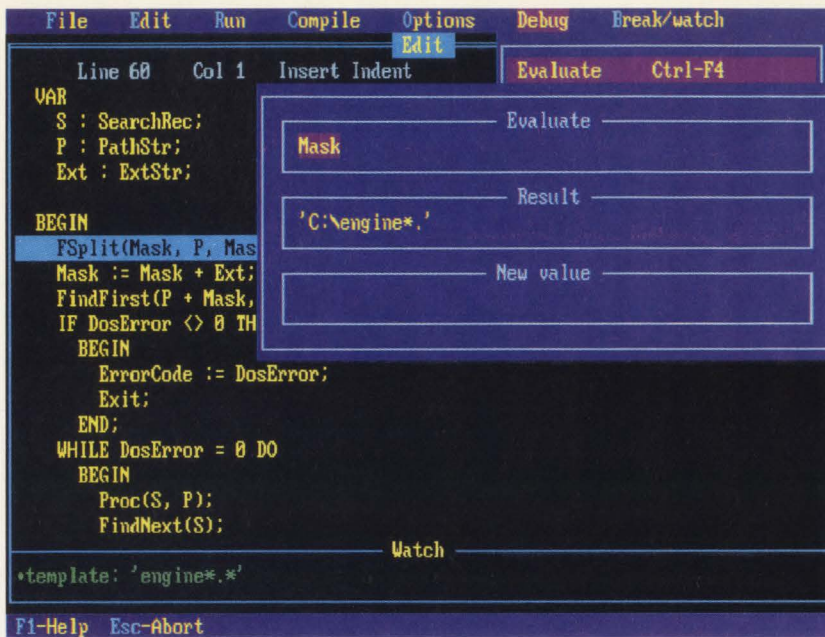 File Edit Run Compile Options Debug Break/watch
Edit
Line 60 Col 1 Insert Indent
Evaluate Ctrl-F4
VAR
S : SearchRec;
P : PathStr;
Ext : ExtStr;
BEGIN
FSplit(Mask, P, Mas
Mask := Mask + Ext;
FindFirst(P + Mask,
IF DosError <> 0 TH
BEGIN
ErrorCode := DosError;
Exit;
END;
WHILE DosError = 0 DO
BEGIN
Proc(S, P);
FindNext(S);
Evaluate
Mask
Result
'C:\engine*.'
New value
Watch
•template: 'engine*.*'
F1-Help Esc-Abort